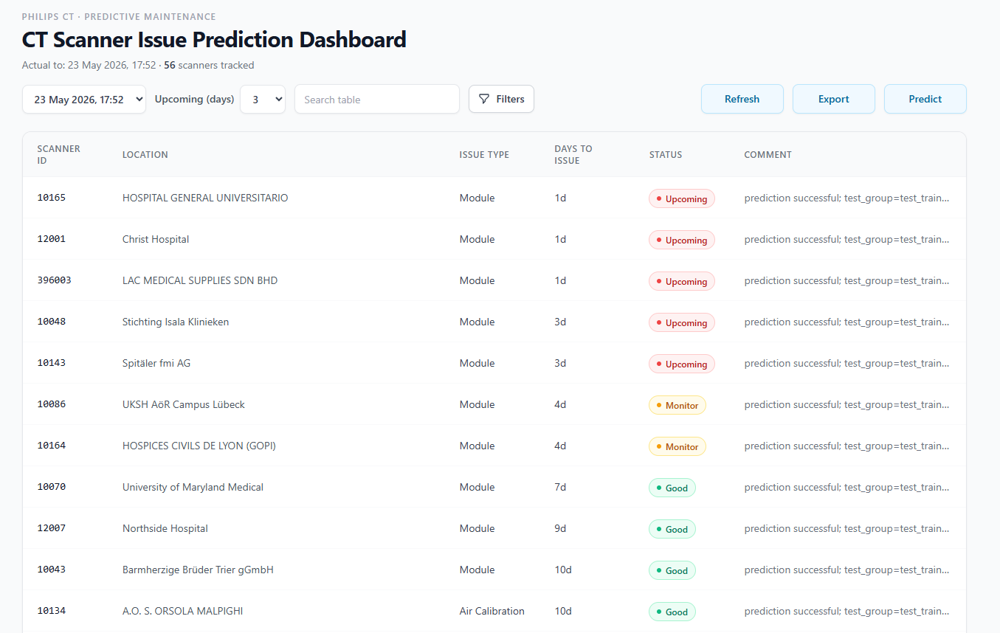 PHILIPS CT · PREDICTIVE MAINTENANCE
CT Scanner Issue Prediction Dashboard
Actual to: 23 May 2026, 17:52 · 56 scanners tracked
23 May 2026, 17:52 Upcoming (days) 3 Search table Filters Refresh Export Predict
SCANNER ID LOCATION ISSUE TYPE DAYS TO ISSUE STATUS COMMENT
10165 HOSPITAL GENERAL UNIVERSITARIO Module 1d Upcoming prediction successful; test_group=test_train...
12001 Christ Hospital Module 1d Upcoming prediction successful; test_group=test_train...
396003 LAC MEDICAL SUPPLIES SDN BHD Module 1d Upcoming prediction successful; test_group=test_train...
10048 Stichting Isala Klinieken Module 3d Upcoming prediction successful; test_group=test_train...
10143 Spitäler fmi AG Module 3d Upcoming prediction successful; test_group=test_train...
10086 UKSH AöR Campus Lübeck Module 4d Monitor prediction successful; test_group=test_train...
10164 HOSPICES CIVILS DE LYON (GOPI) Module 4d Monitor prediction successful; test_group=test_train...
10070 University of Maryland Medical Module 7d Good prediction successful; test_group=test_train...
12007 Northside Hospital Module 9d Good prediction successful; test_group=test_train...
10043 Barmherzige Brüder Trier gGmbH Module 10d Good prediction successful; test_group=test_train...
10134 A.O. S. ORSOLA MALPIGHI Air Calibration 10d Good prediction successful; test_group=test_train...